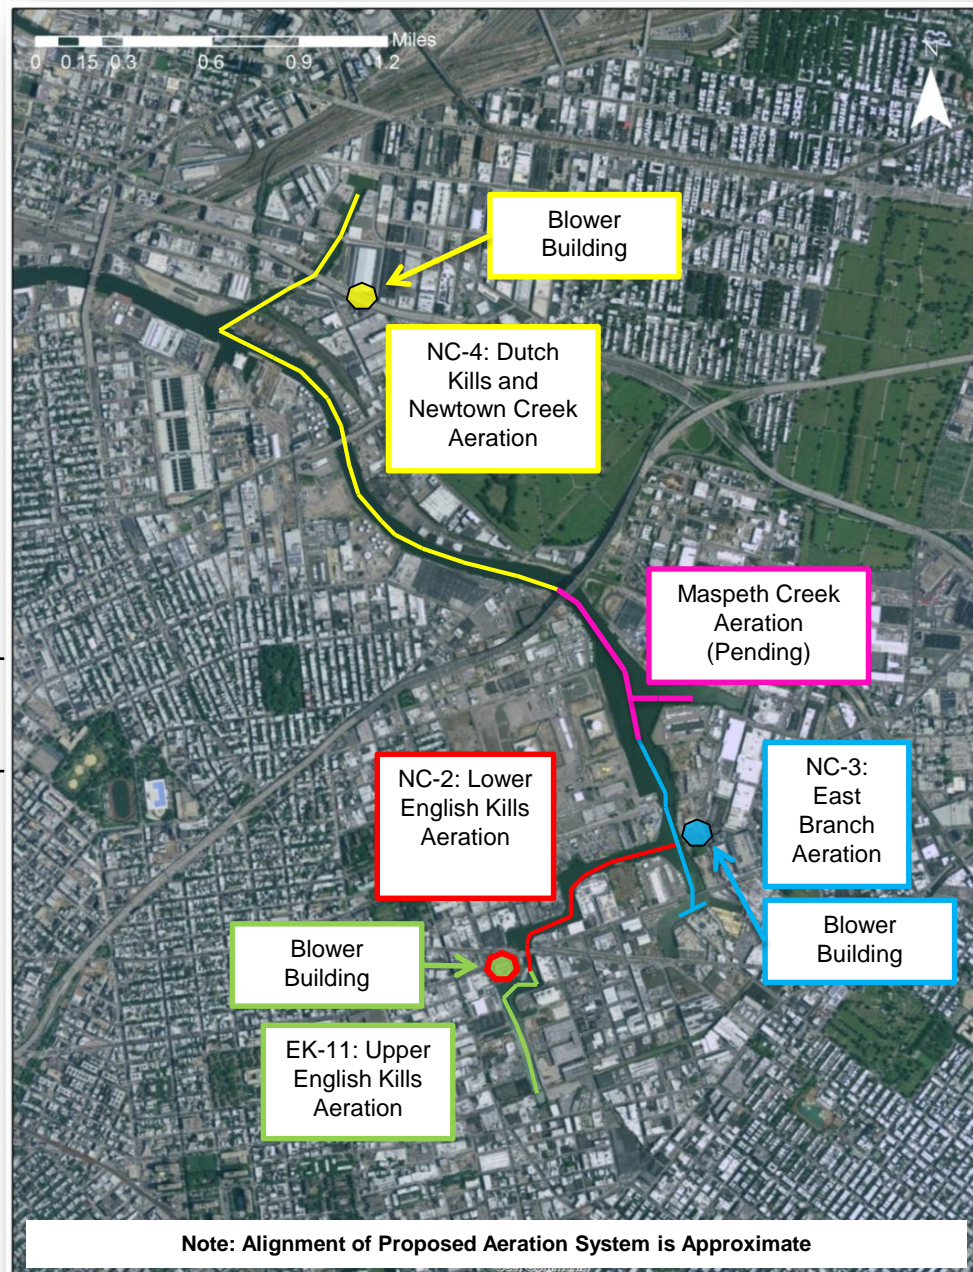 Miles
0 0.15 0.3 0.6 0.9 1.2
N
Blower
Building
NC-4: Dutch
Kills and
Newtown Creek
Aeration
Maspeth Creek
Aeration
(Pending)
NC-2: Lower
English Kills
Aeration
NC-3:
East
Branch
Aeration
Blower
Building
Blower
Building
EK-11: Upper
English Kills
Aeration
Note: Alignment of Proposed Aeration System is Approximate